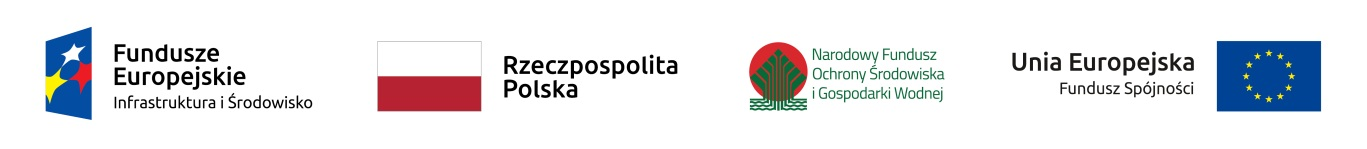 Fundusze
Europejskie
Infrastruktura i Środowisko
Rzeczpospolita
Polska
Narodowy Fundusz
Ochrony Środowiska
i Gospodarki Wodnej
Unia Europejska
Fundusz Spójności